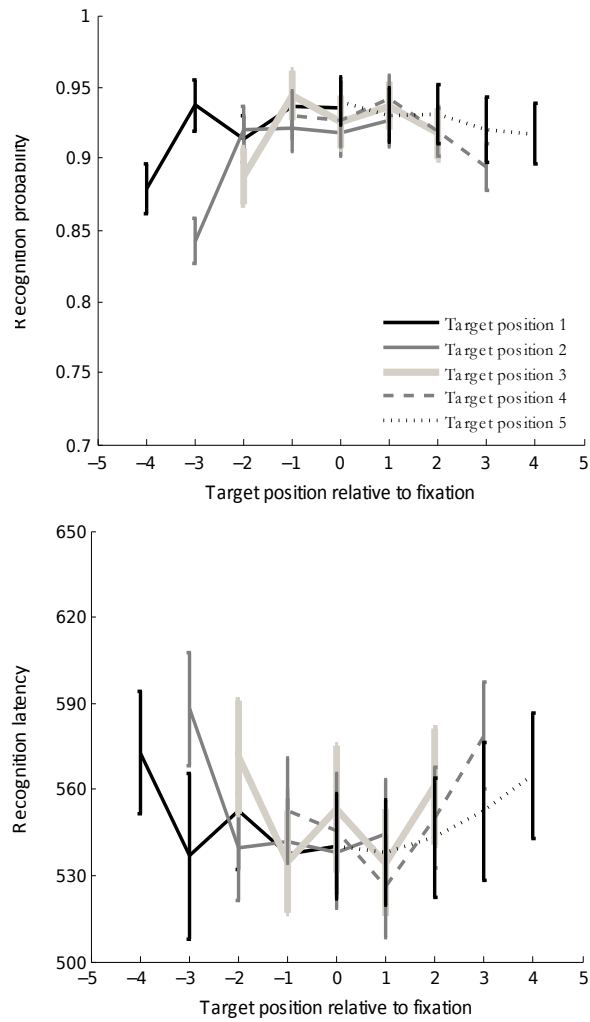 1
0.95
0.9
0.85
0.8
0.75
0.7
Recognition probability
Target position 1
Target position 2
Target position 3
Target position 4
Target position 5
−5 −4 −3 −2 −1 0 1 2 3 4 5
Target position relative to fixation
650
620
590
560
530
500
Recognition latency
−5 −4 −3 −2 −1 0 1 2 3 4 5
Target position relative to fixation